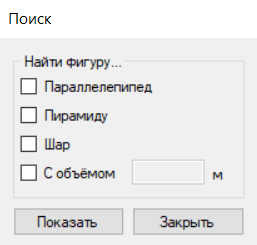 Поиск
Найти фигуру...
Параллелепипед
Пирамиду
Шар
С объёмом м
Показать Закрыть